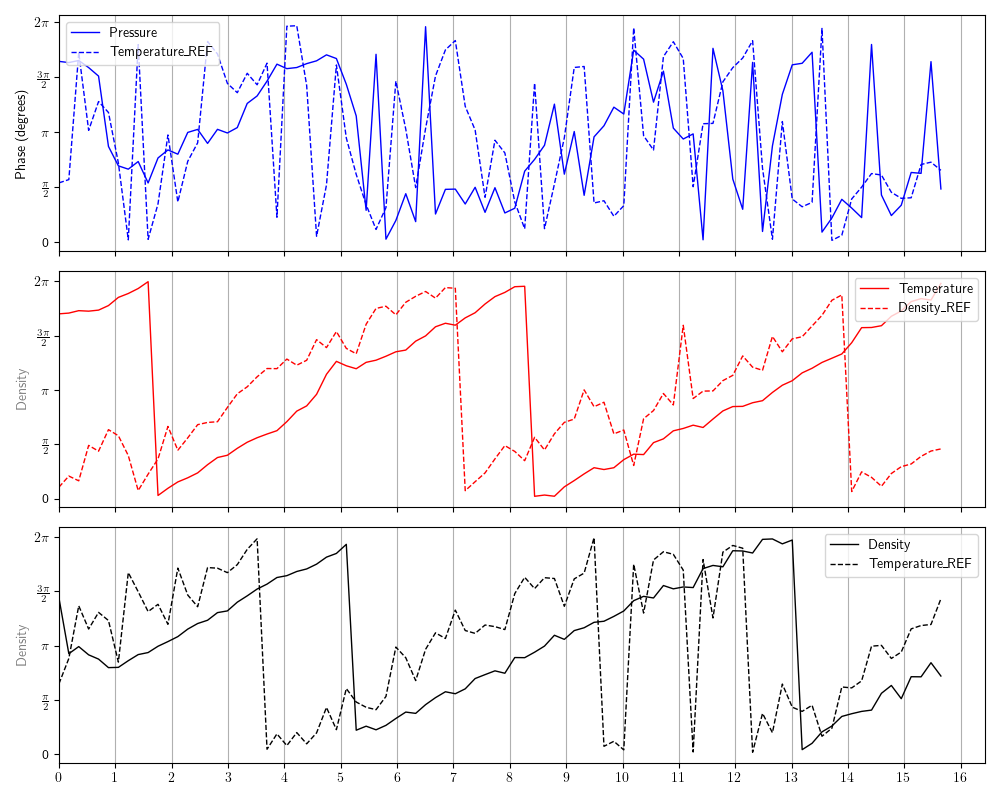 2π
3π/2
π
π/2
0
Phase (degrees)
Pressure
Temperature_REF
2π
3π/2
π
π/2
0
Density
Temperature
Density_REF
2π
3π/2
π
π/2
0
Density
Density
Temperature_REF
0 1 2 3 4 5 6 7 8 9 10 11 12 13 14 15 16